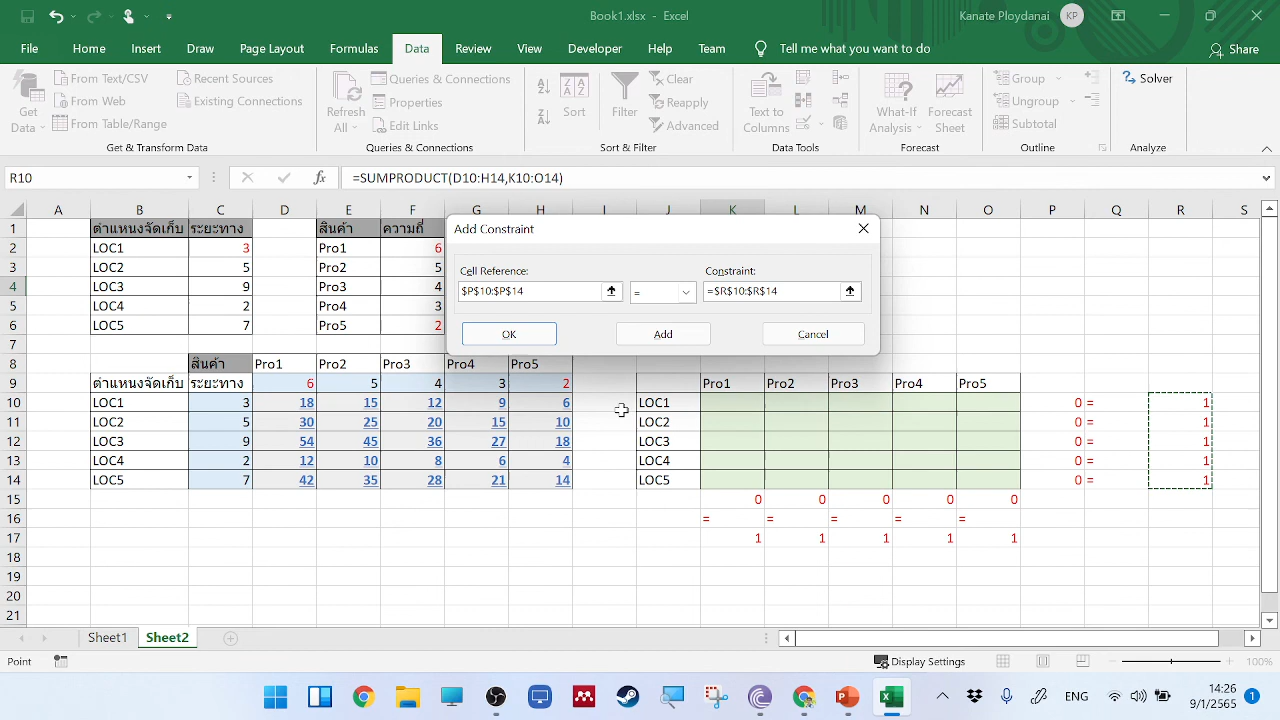 Book1.xlsx - Excel
Kanate Ploydanai KP
File Home Insert Draw Page Layout Formulas Data Review View Developer Help Team Tell me what you want to do Share
Get Data
From Text/CSV
From Web
From Table/Range
Recent Sources
Existing Connections
Get & Transform Data
Refresh All
Queries & Connections
Properties
Edit Links
Queries & Connections
Sort
Filter
Clear
Reapply
Advanced
Sort & Filter
Text to Columns
Data Tools
What-If Analysis
Forecast Sheet
Forecast
Group
Ungroup
Subtotal
Outline
Solver
Analyze
R10 fx =SUMPRODUCT(D10:H14,K10:O14)
A B C D E F G H I J K L M N O P Q R S
1 ตำแหน่งจัดเก็บ ระยะทาง สินค้า ความถี่
2 LOC1 3 Pro1 6
3 LOC2 5 Pro2 5
4 LOC3 9 Pro3 4
5 LOC4 2 Pro4 3
6 LOC5 7 Pro5 2
7
Add Constraint
Cell Reference: Constraint:
$P$10:$P$14 = =$R$10:$R$14
OK Add Cancel
8 สินค้า Pro1 Pro2 Pro3 Pro4 Pro5
9 ตำแหน่งจัดเก็บ ระยะทาง 6 5 4 3 2 Pro1 Pro2 Pro3 Pro4 Pro5
10 LOC1 3 18 15 12 9 6 LOC1 0 = 1
11 LOC2 5 30 25 20 15 10 LOC2 0 = 1
12 LOC3 9 54 45 36 27 18 LOC3 0 = 1
13 LOC4 2 12 10 8 6 4 LOC4 0 = 1
14 LOC5 7 42 35 28 21 14 LOC5 0 = 1
15 0 0 0 0 0
16 = = = = =
17 1 1 1 1 1
18
19
20
21
Sheet1 Sheet2
Point Display Settings 100%
ENG 14:26
9/1/2565 1